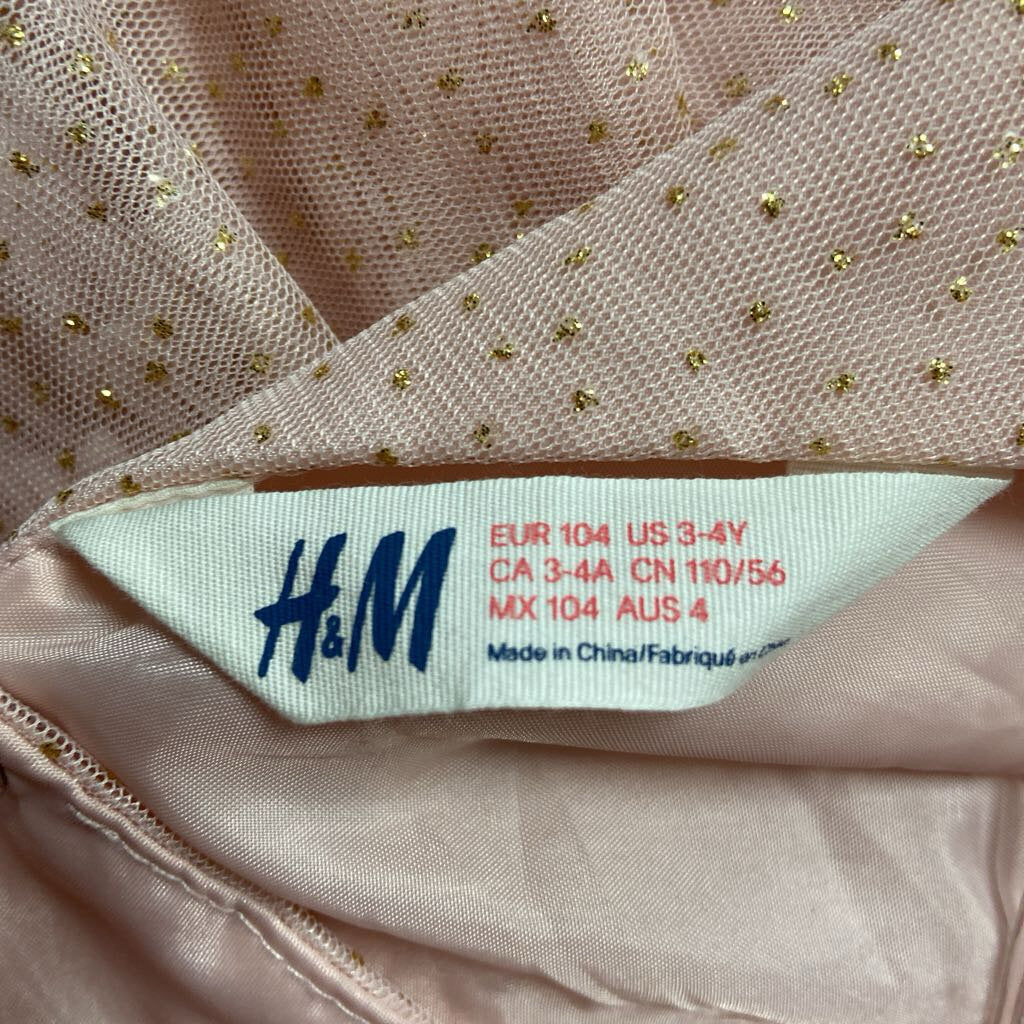 H&M
EUR 104 US 3-4Y
CA 3-4A CN 110/56
MX 104 AUS 4
Made in China/Fabriqué en